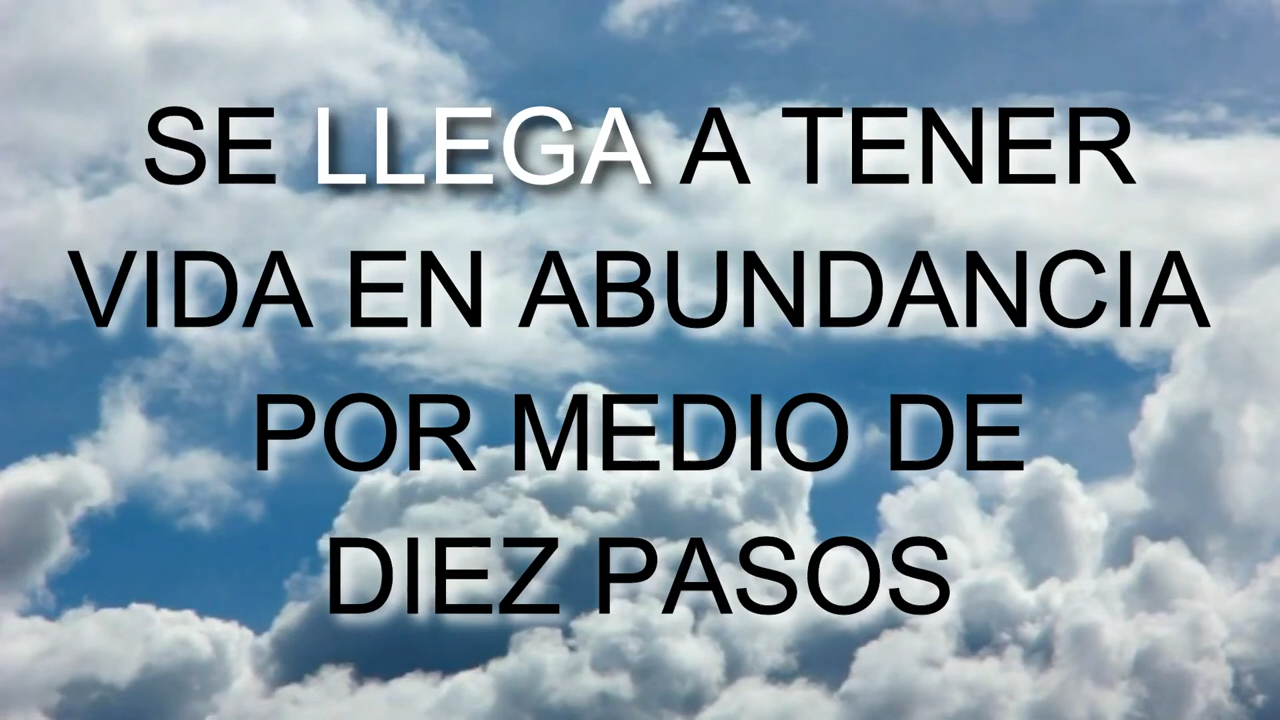 SE LLEGA A TENER
VIDA EN ABUNDANCIA
POR MEDIO DE
DIEZ PASOS